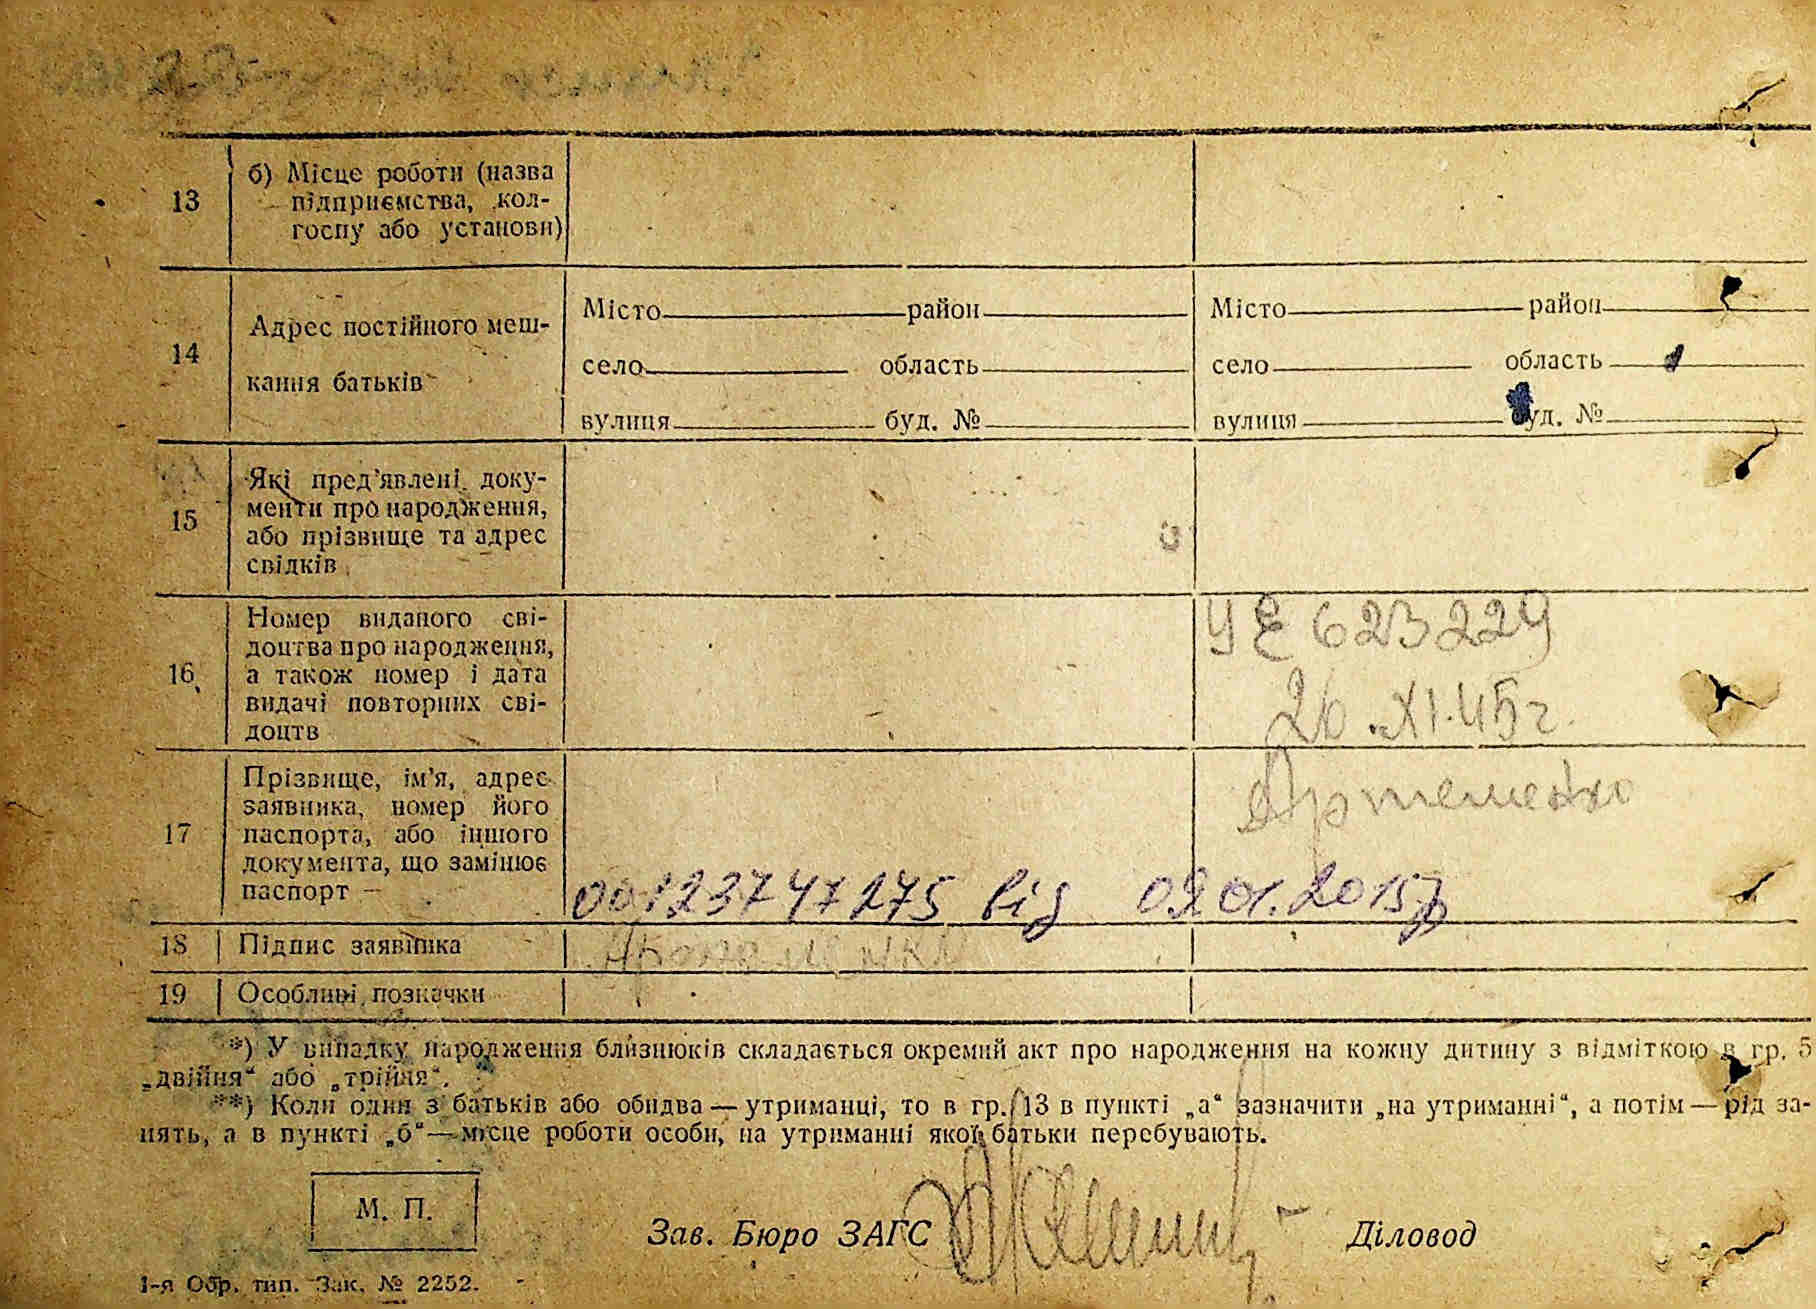 13
б) Місце роботи (назва
підприємства, кол-
госпу або установи)
14
Адрес постійного меш-
кання батьків
Місто район
село область
вулиця буд. №
Місто район
село область
вулиця буд. №
15
Які пред’явлені доку-
менти про народження,
або прізвище та адрес
свідків
16
Номер виданого сві-
доцтва про народження,
а також номер і дата
видачі повторних сві-
доцтв
УЕ 623229
26.XI.45г.
17
Прізвище, ім’я, адрес
заявника, номер його
паспорта, або іншого
документа, що замінює
паспорт —
Артеменко
00123747275 від 02.01.2015р
18 Підпис заявника
19 Особливі позначки
*) У випадку народження близнюків складається окремий акт про народження на кожну дитину з відміткою в гр. 5
„двійня“ або „трійня“.
**) Коли один з батьків або обидва — утриманці, то в гр. 13 в пункті „а“ зазначити „на утриманні“, а потім — рід за-
нять, а в пункті „б“ — місце роботи особи, на утриманні якої батьки перебувають.
М. П.
Зав. Бюро ЗАГС Діловод
1-я Обр. тип. Зак. № 2252.